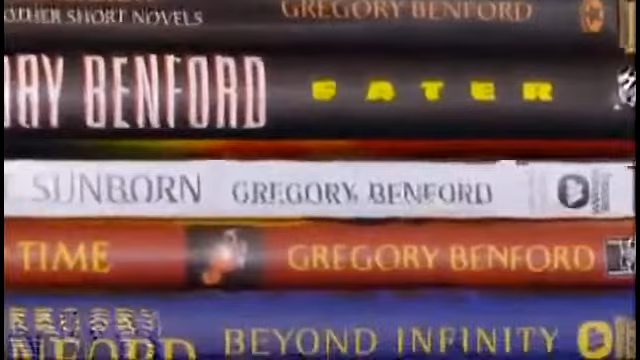 OTHER SHORT NOVELS GREGORY BENFORD
BENFORD EATER
SUNBORN GREGORY BENFORD
TIME GREGORY BENFORD
BEYOND INFINITY